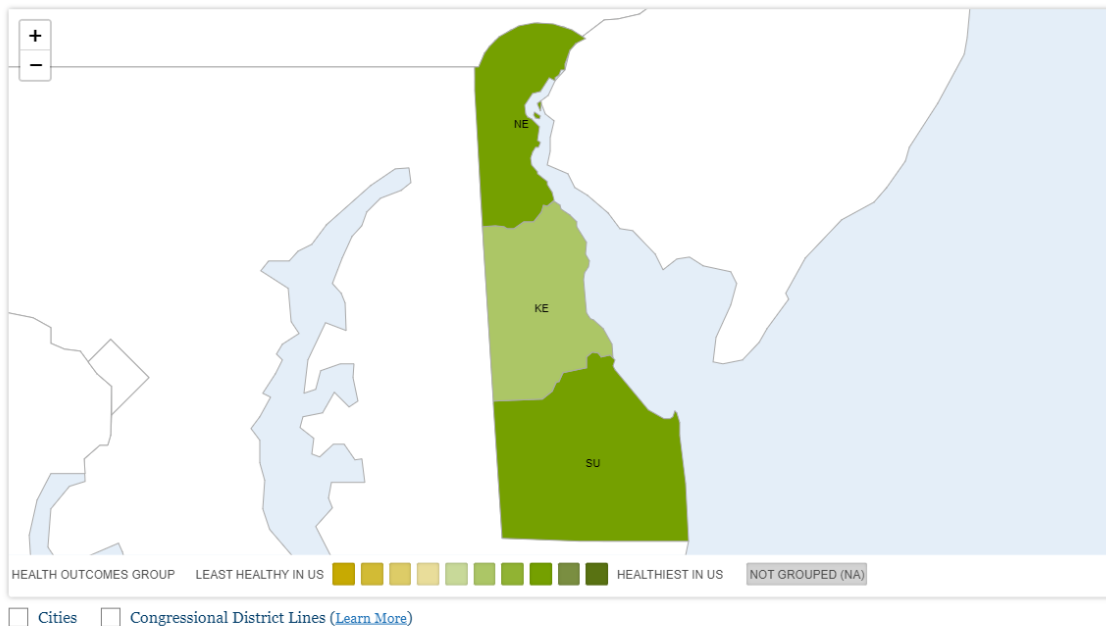 +
−
NE
KE
SU
HEALTH OUTCOMES GROUP LEAST HEALTHY IN US HEALTHIEST IN US NOT GROUPED (NA)
Cities Congressional District Lines (Learn More)